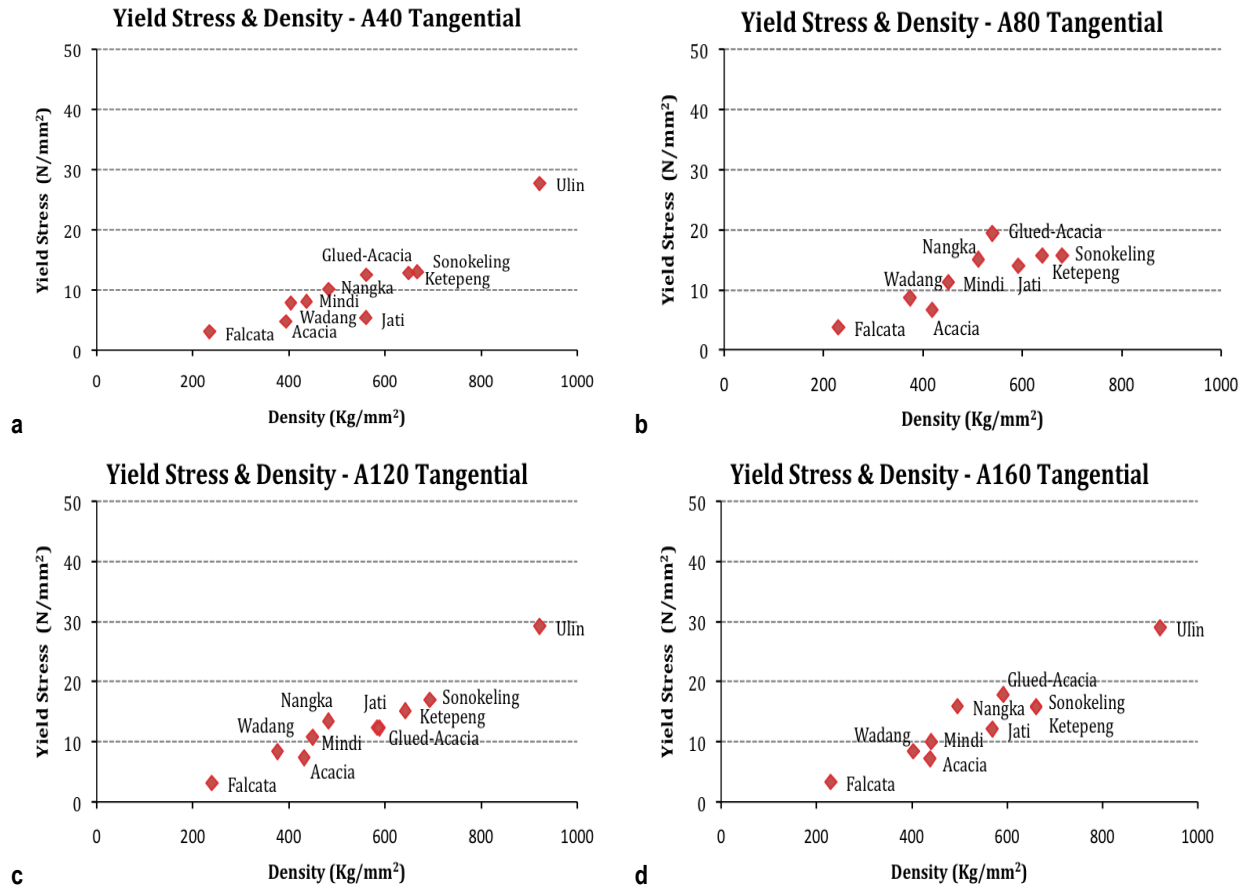 Yield Stress & Density - A40 Tangential
50
40
30
20
10
0
Yield Stress (N/mm²)
Ulin
Glued-Acacia
Sonokeling
Ketepeng
Nangka
Mindi
Wadang
Jati
Falcata
Acacia
0 200 400 600 800 1000
Density (Kg/mm²)
a
Yield Stress & Density - A80 Tangential
50
40
30
20
10
0
Yield Stress (N/mm²)
Glued-Acacia
Nangka
Sonokeling
Ketepeng
Wadang
Mindi
Jati
Falcata
Acacia
0 200 400 600 800 1000
Density (Kg/mm²)
b
Yield Stress & Density - A120 Tangential
50
40
30
20
10
0
Yield Stress (N/mm²)
Ulin
Nangka
Jati
Sonokeling
Ketepeng
Wadang
Mindi
Glued-Acacia
Acacia
Falcata
0 200 400 600 800 1000
Density (Kg/mm²)
c
Yield Stress & Density - A160 Tangential
50
40
30
20
10
0
Yield Stress (N/mm²)
Ulin
Glued-Acacia
Nangka
Sonokeling
Ketepeng
Jati
Wadang
Mindi
Acacia
Falcata
0 200 400 600 800 1000
Density (Kg/mm²)
d